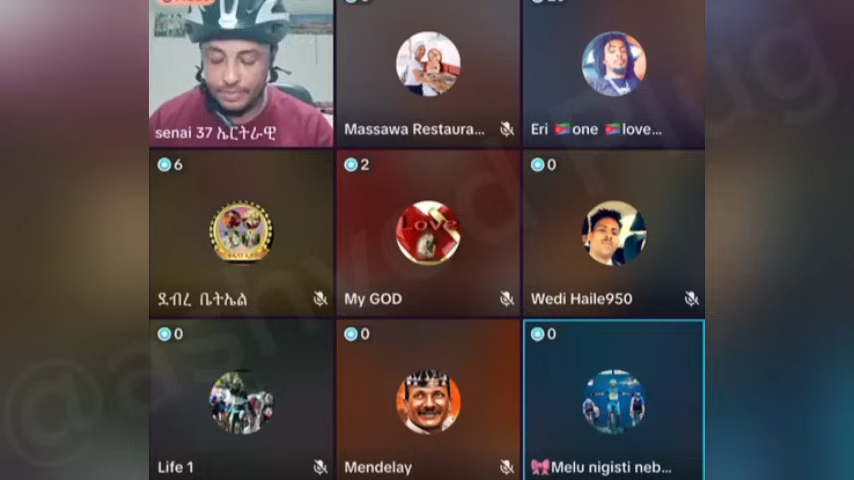 senai 37 ኤርትራዊ
Massawa Restaura...
Eri 🇪🇷one 🇪🇷love...
6
2
0
Love
ደብረ ቤትኤል
My GOD
Wedi Haile950
0
0
0
Life 1
Mendelay
🎀Melu nigisti neb...